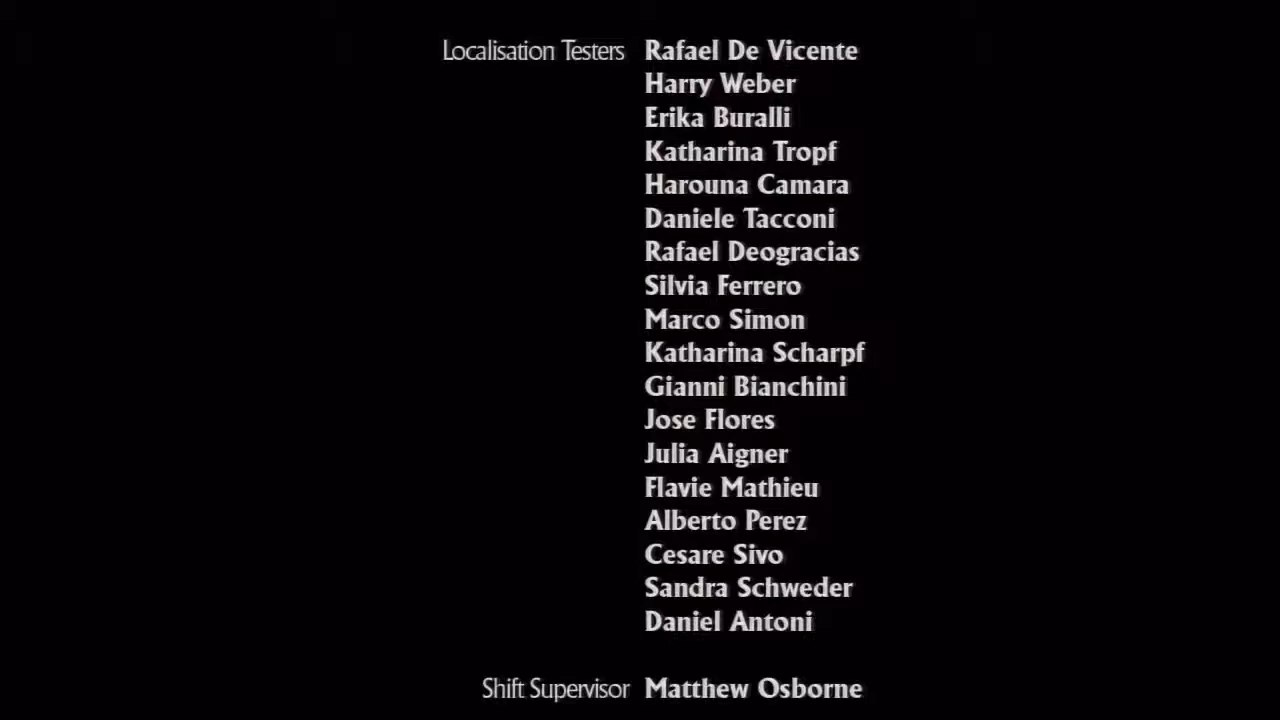 Localisation Testers Rafael De Vicente
Harry Weber
Erika Buralli
Katharina Tropf
Harouna Camara
Daniele Tacconi
Rafael Deogracias
Silvia Ferrero
Marco Simon
Katharina Scharpf
Gianni Bianchini
Jose Flores
Julia Aigner
Flavie Mathieu
Alberto Perez
Cesare Sivo
Sandra Schweder
Daniel Antoni
Shift Supervisor Matthew Osborne